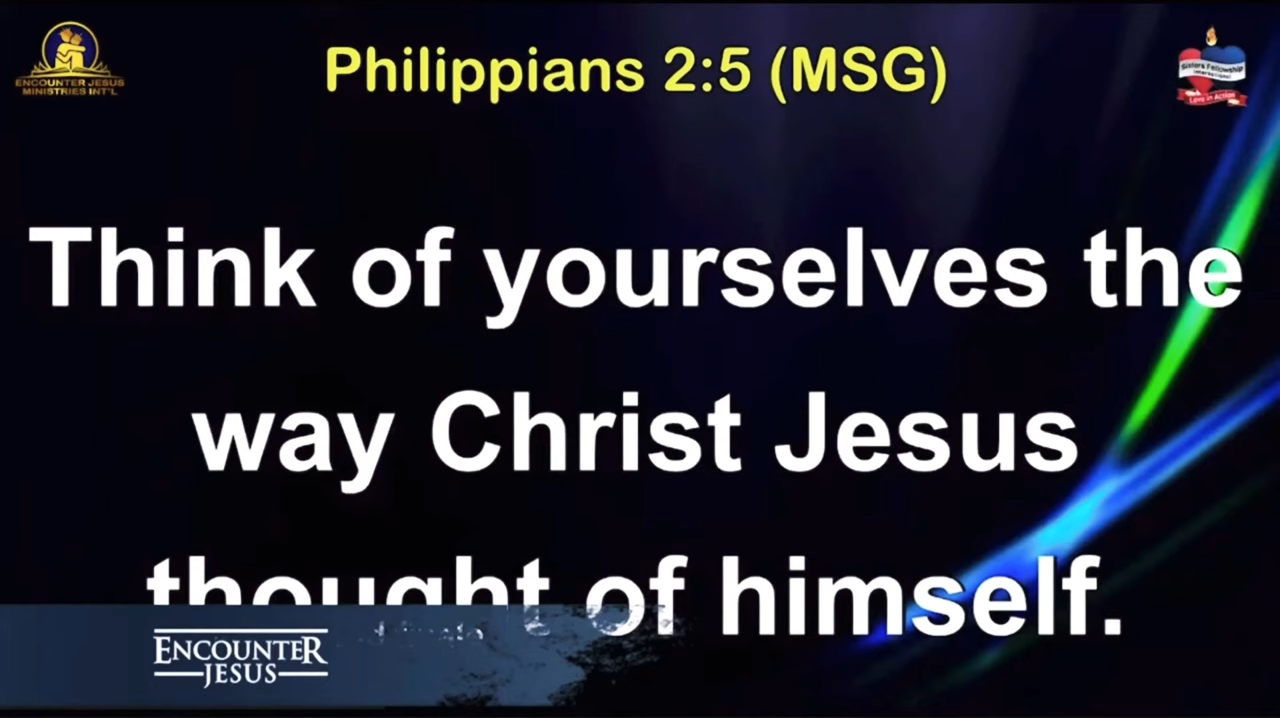 ENCOUNTER JESUS
MINISTRIES INT'L
Philippians 2:5 (MSG)
Sisters Fellowship
International
Love in Action
Think of yourselves the
way Christ Jesus
thought of himself.
ENCOUNTER
JESUS